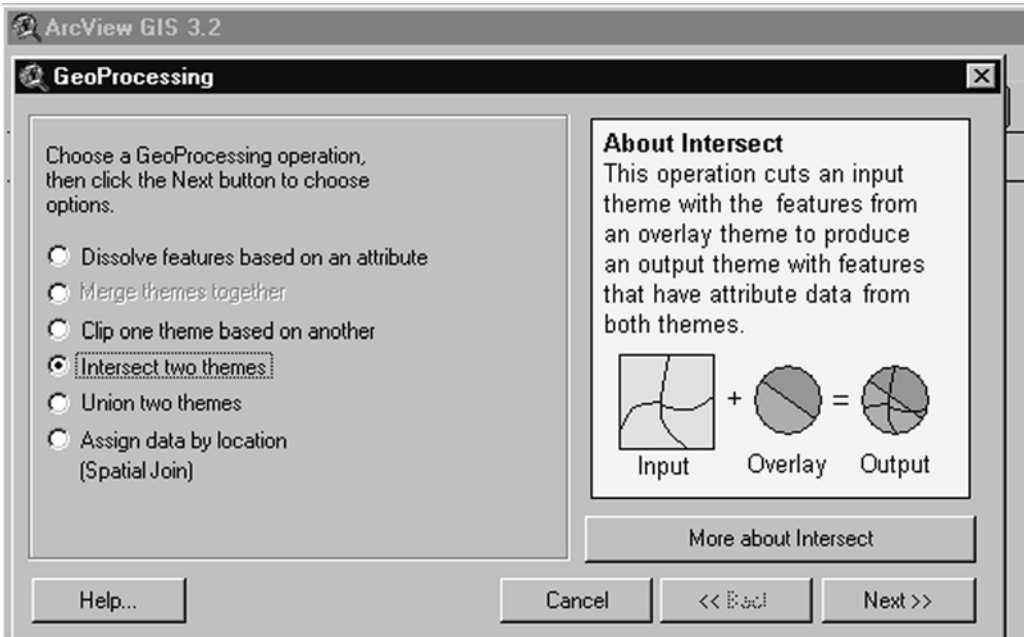 ArcView GIS 3.2
GeoProcessing
Choose a GeoProcessing operation,
then click the Next button to choose
options.
Dissolve features based on an attribute
Merge themes together
Clip one theme based on another
Intersect two themes
Union two themes
Assign data by location
(Spatial Join)
About Intersect
This operation cuts an input
theme with the features from
an overlay theme to produce
an output theme with features
that have attribute data from
both themes.
+ =
Input Overlay Output
More about Intersect
Help... Cancel << Back Next >>